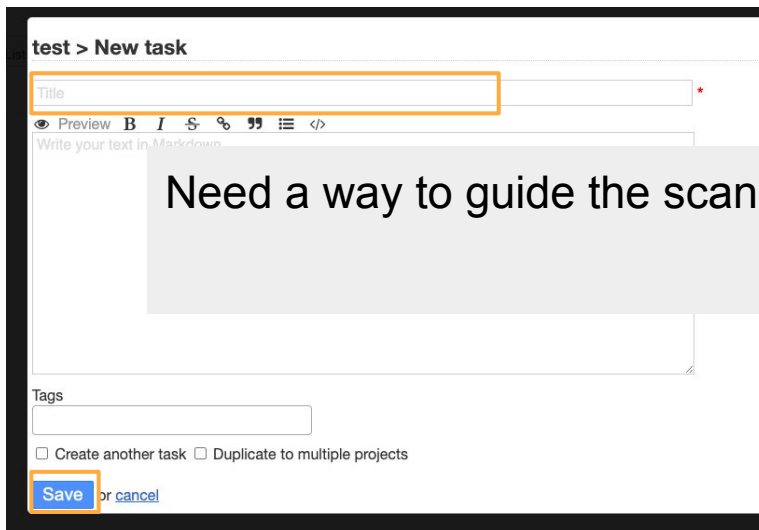 test > New task
Title *
Preview B I S </>
Write your text in Markdown
Need a way to guide the scan
Tags
Create another task Duplicate to multiple projects
Save or cancel